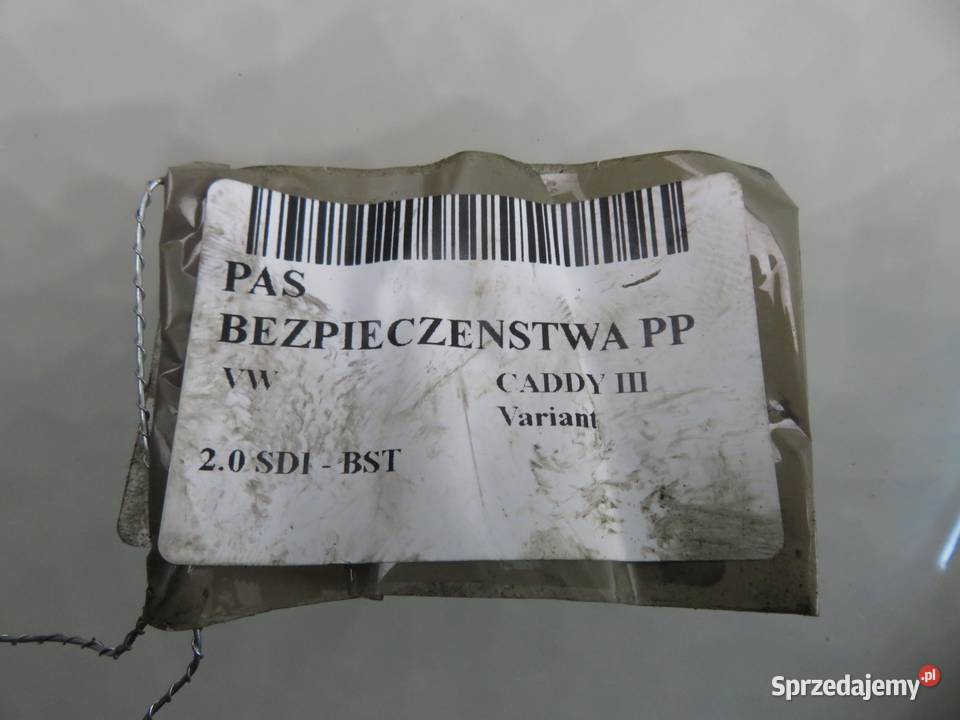 PAS
BEZPIECZENSTWA PP
VW CADDY III
Variant
2.0 SDI - BST
Sprzedajemy.pl